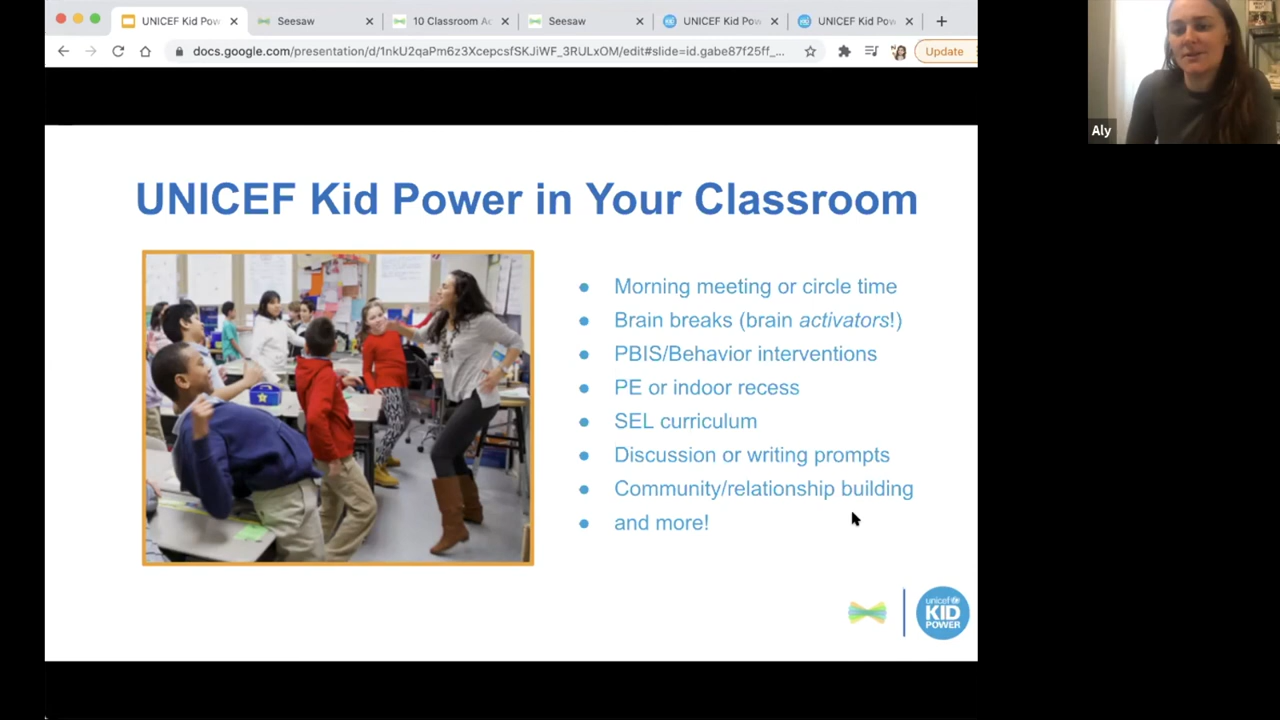 UNICEF Kid Pow
Seesaw
10 Classroom Ac
Seesaw
UNICEF Kid Pow
UNICEF Kid Pow
docs.google.com/presentation/d/1nkU2qaPm6z3XcepcsfSKJiWF_3RULxOM/edit#slide=id.gabe87f25ff_...
Update
Aly
UNICEF Kid Power in Your Classroom
Morning meeting or circle time
Brain breaks (brain activators!)
PBIS/Behavior interventions
PE or indoor recess
SEL curriculum
Discussion or writing prompts
Community/relationship building
and more!
unicef
KID
POWER